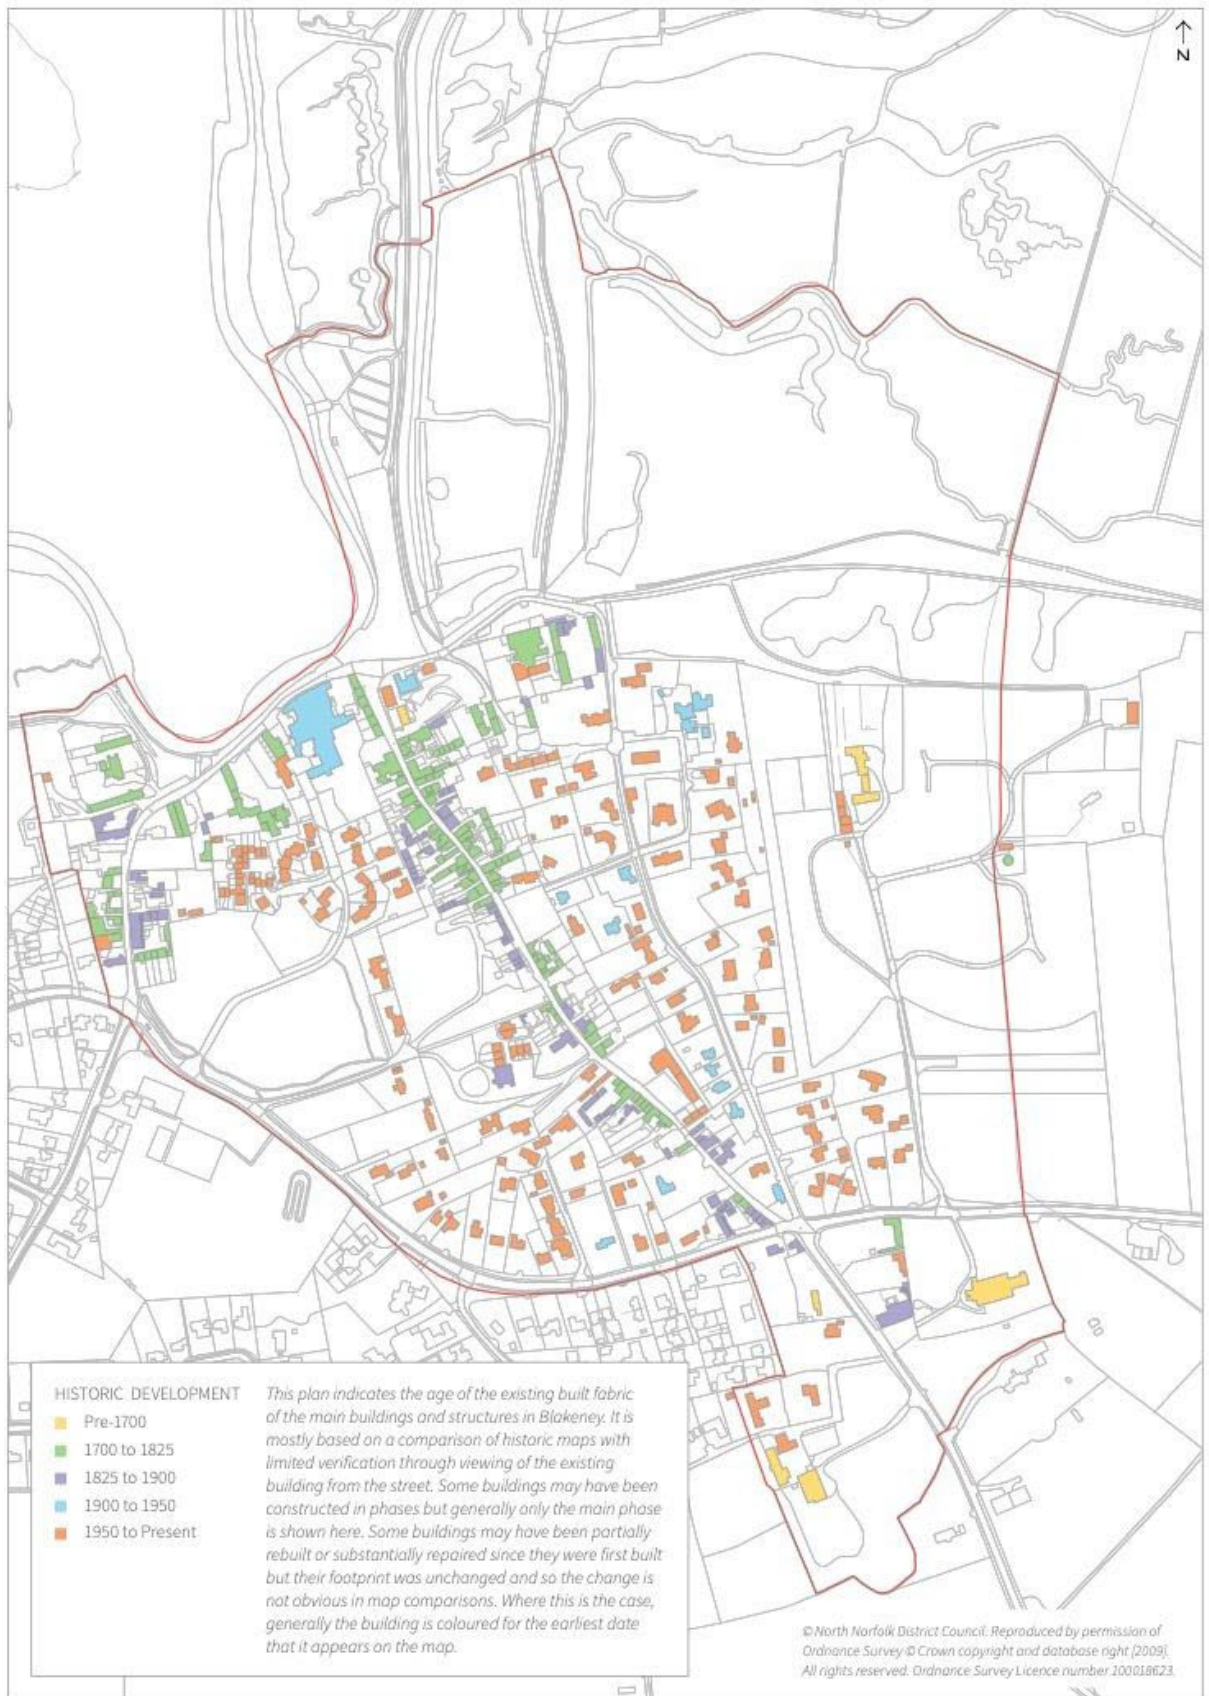 N
HISTORIC DEVELOPMENT
Pre-1700
1700 to 1825
1825 to 1900
1900 to 1950
1950 to Present
This plan indicates the age of the existing built fabric
of the main buildings and structures in Blakeney. It is
mostly based on a comparison of historic maps with
limited verification through viewing of the existing
building from the street. Some buildings may have been
constructed in phases but generally only the main phase
is shown here. Some buildings may have been partially
rebuilt or substantially repaired since they were first built
but their footprint was unchanged and so the change is
not obvious in map comparisons. Where this is the case,
generally the building is coloured for the earliest date
that it appears on the map.
© North Norfolk District Council. Reproduced by permission of
Ordnance Survey © Crown copyright and database right [2009].
All rights reserved. Ordnance Survey Licence number 100018623.